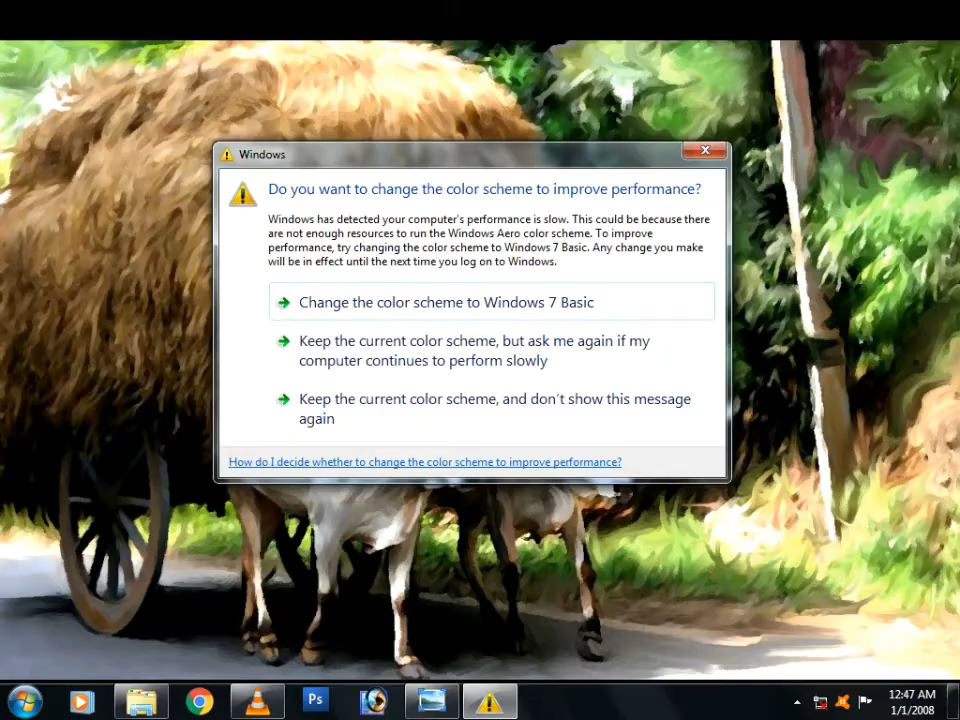 Windows
Do you want to change the color scheme to improve performance?
Windows has detected your computer's performance is slow. This could be because there
are not enough resources to run the Windows Aero color scheme. To improve
performance, try changing the color scheme to Windows 7 Basic. Any change you make
will be in effect until the next time you log on to Windows.
Change the color scheme to Windows 7 Basic
Keep the current color scheme, but ask me again if my
computer continues to perform slowly
Keep the current color scheme, and don't show this message
again
How do I decide whether to change the color scheme to improve performance?
Ps
12:47 AM
1/1/2008